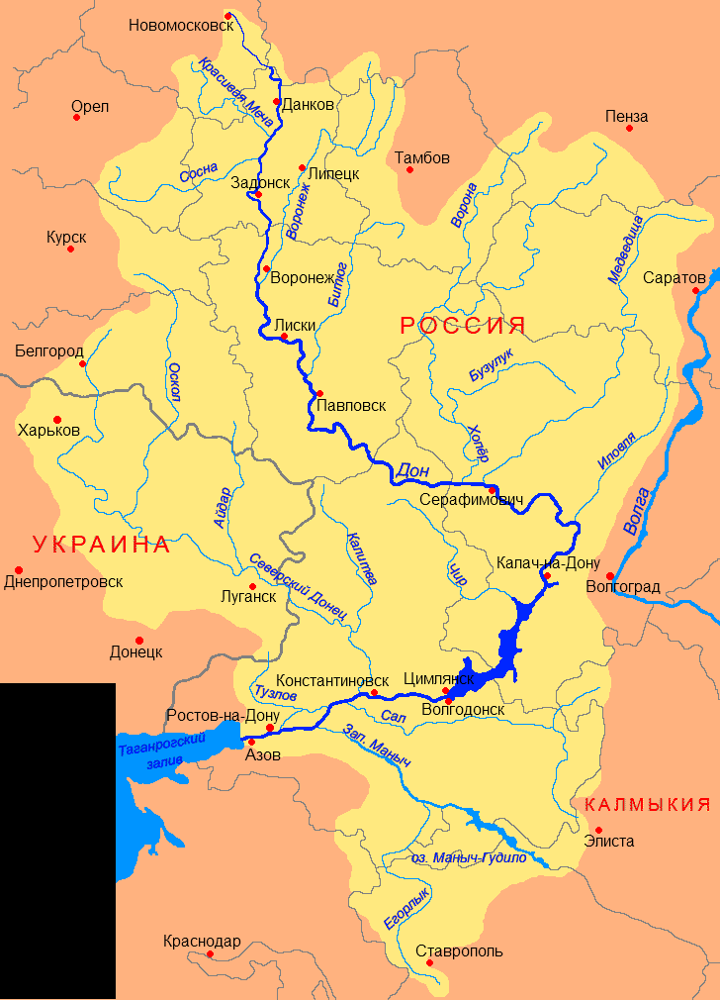 Новомосковск
Красивая Меча
Орел
Данков
Пенза
Тамбов
Сосна
Липецк
Задонск
Воронеж
Ворона
Медведица
Курск
Воронеж
Битюг
Саратов
Лиски
РОССИЯ
Белгород
Оскол
Бузулук
Павловск
Харьков
Хопёр
Иловля
Дон
Серафимович
Айдар
Волга
УКРАИНА
Калитва
Северский Донец
Чир
Калач-на-Дону
Днепропетровск
Луганск
Волгоград
Донецк
Константиновск
Цимлянск
Тузлов
Волгодонск
Ростов-на-Дону
Сал
Таганрогский
залив
Азов
Зап. Маныч
КАЛМЫКИЯ
Элиста
оз. Маныч-Гудило
Егорлык
Краснодар
Ставрополь